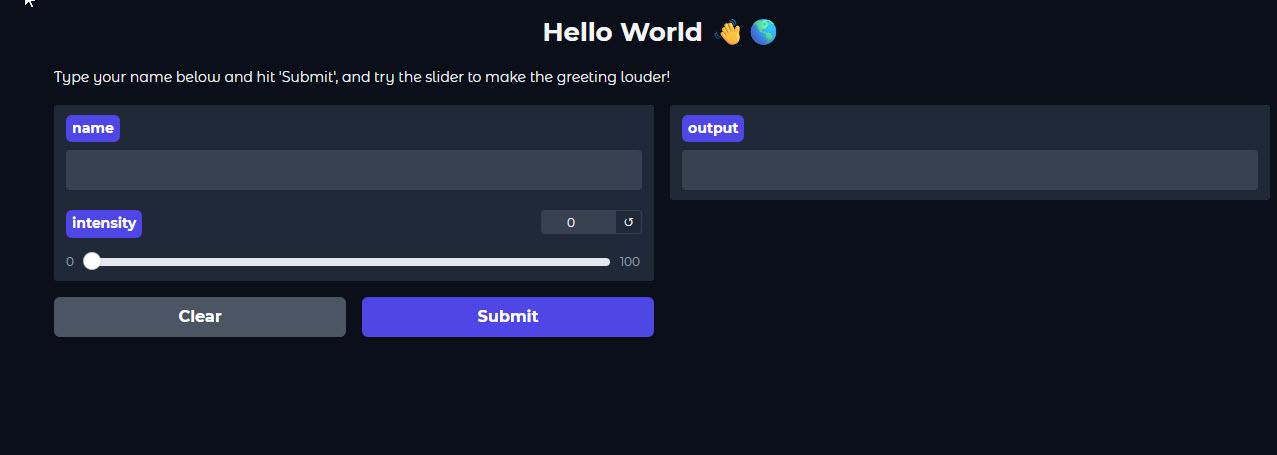 Hello World 👋 🌎
Type your name below and hit 'Submit', and try the slider to make the greeting louder!
name
output
intensity
0 ↺
0 100
Clear
Submit